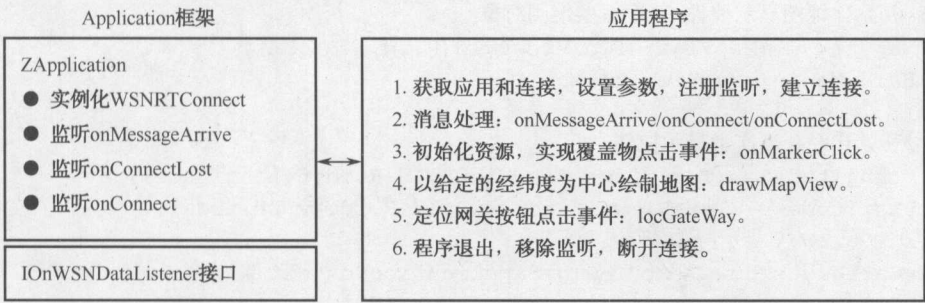 Application框架
ZApplication
● 实例化WSNRTConnect
● 监听onMessageArrive
● 监听onConnectLost
● 监听onConnect
IOnWSNDataListener接口
应用程序
1. 获取应用和连接，设置参数，注册监听，建立连接。
2. 消息处理：onMessageArrive/onConnect/onConnectLost。
3. 初始化资源，实现覆盖物点击事件：onMarkerClick。
4. 以给定的经纬度为中心绘制地图：drawMapView。
5. 定位网关按钮点击事件：locGateWay。
6. 程序退出，移除监听，断开连接。